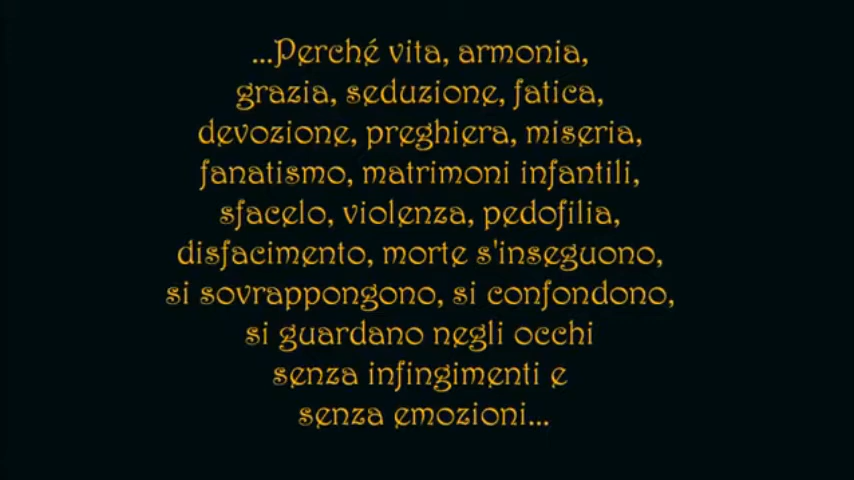 ...Perché vita, armonia,
grazia, seduzione, fatica,
devozione, preghiera, miseria,
fanatismo, matrimoni infantili,
sfacelo, violenza, pedofilia,
disfacimento, morte s'inseguono,
si sovrappongono, si confondono,
si guardano negli occhi
senza infingimenti e
senza emozioni...